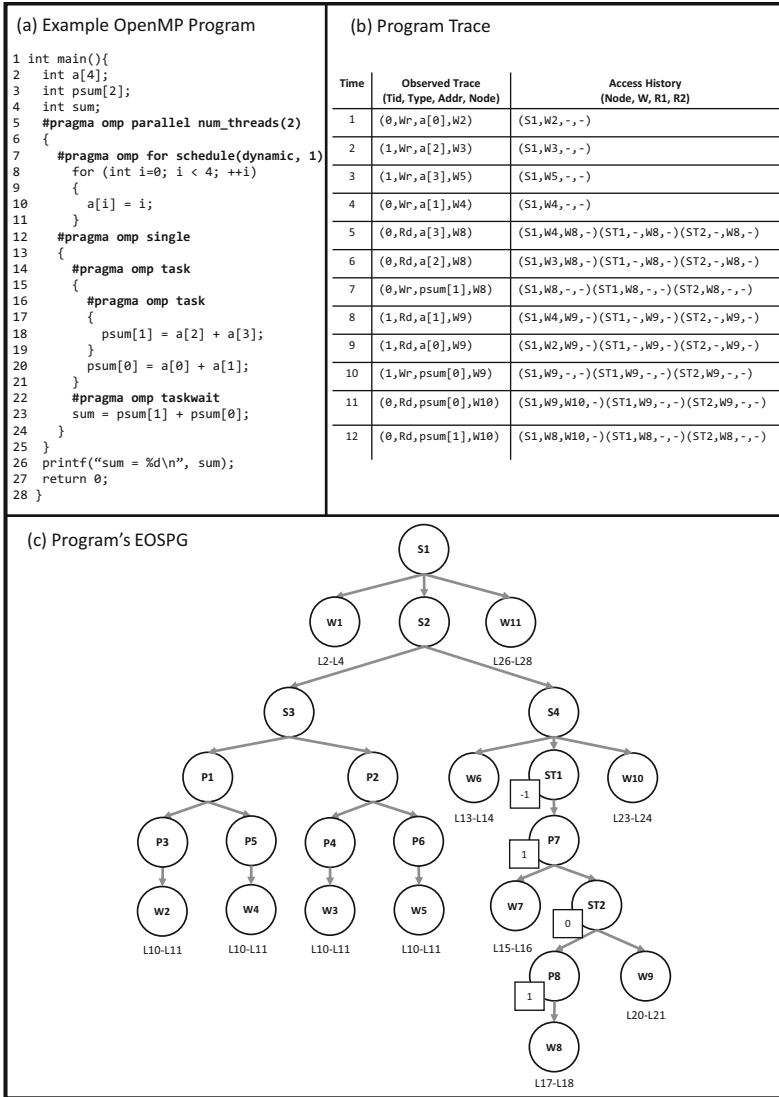 (a) Example OpenMP Program
1 int main(){
2 int a[4];
3 int psum[2];
4 int sum;
5 #pragma omp parallel num_threads(2)
6 {
7 #pragma omp for schedule(dynamic, 1)
8 for (int i=0; i < 4; ++i)
9 {
10 a[i] = i;
11 }
12 #pragma omp single
13 {
14 #pragma omp task
15 {
16 #pragma omp task
17 {
18 psum[1] = a[2] + a[3];
19 }
20 psum[0] = a[0] + a[1];
21 }
22 #pragma omp taskwait
23 sum = psum[1] + psum[0];
24 }
25 }
26 printf(“sum = %d\n”, sum);
27 return 0;
28 }
(b) Program Trace
Time Observed Trace (Tid, Type, Addr, Node) Access History (Node, W, R1, R2)
1 (0,Wr,a[0],W2) (S1,W2,-,-)
2 (1,Wr,a[2],W3) (S1,W3,-,-)
3 (1,Wr,a[3],W5) (S1,W5,-,-)
4 (0,Wr,a[1],W4) (S1,W4,-,-)
5 (0,Rd,a[3],W8) (S1,W4,W8,-)(ST1,-,W8,-)(ST2,-,W8,-)
6 (0,Rd,a[2],W8) (S1,W3,W8,-)(ST1,-,W8,-)(ST2,-,W8,-)
7 (0,Wr,psum[1],W8) (S1,W8,-,-)(ST1,W8,-,-)(ST2,W8,-,-)
8 (1,Rd,a[1],W9) (S1,W4,W9,-)(ST1,-,W9,-)(ST2,-,W9,-)
9 (1,Rd,a[0],W9) (S1,W2,W9,-)(ST1,-,W9,-)(ST2,-,W9,-)
10 (1,Wr,psum[0],W9) (S1,W9,-,-)(ST1,W9,-,-)(ST2,W9,-,-)
11 (0,Rd,psum[0],W10) (S1,W9,W10,-)(ST1,W9,-,-)(ST2,W9,-,-)
12 (0,Rd,psum[1],W10) (S1,W8,W10,-)(ST1,W8,-,-)(ST2,W8,-,-)
(c) Program’s EOSPG
S1
W1 S2 W11
L2-L4 L26-L28
S3 S4
P1 P2 W6 ST1 W10
-1
L13-L14 L23-L24
P3 P5 P4 P6 P7
1
W2 W4 W3 W5 W7 ST2
0
L10-L11 L10-L11 L10-L11 L10-L11 L15-L16
P8 W9
1
L20-L21
W8
L17-L18